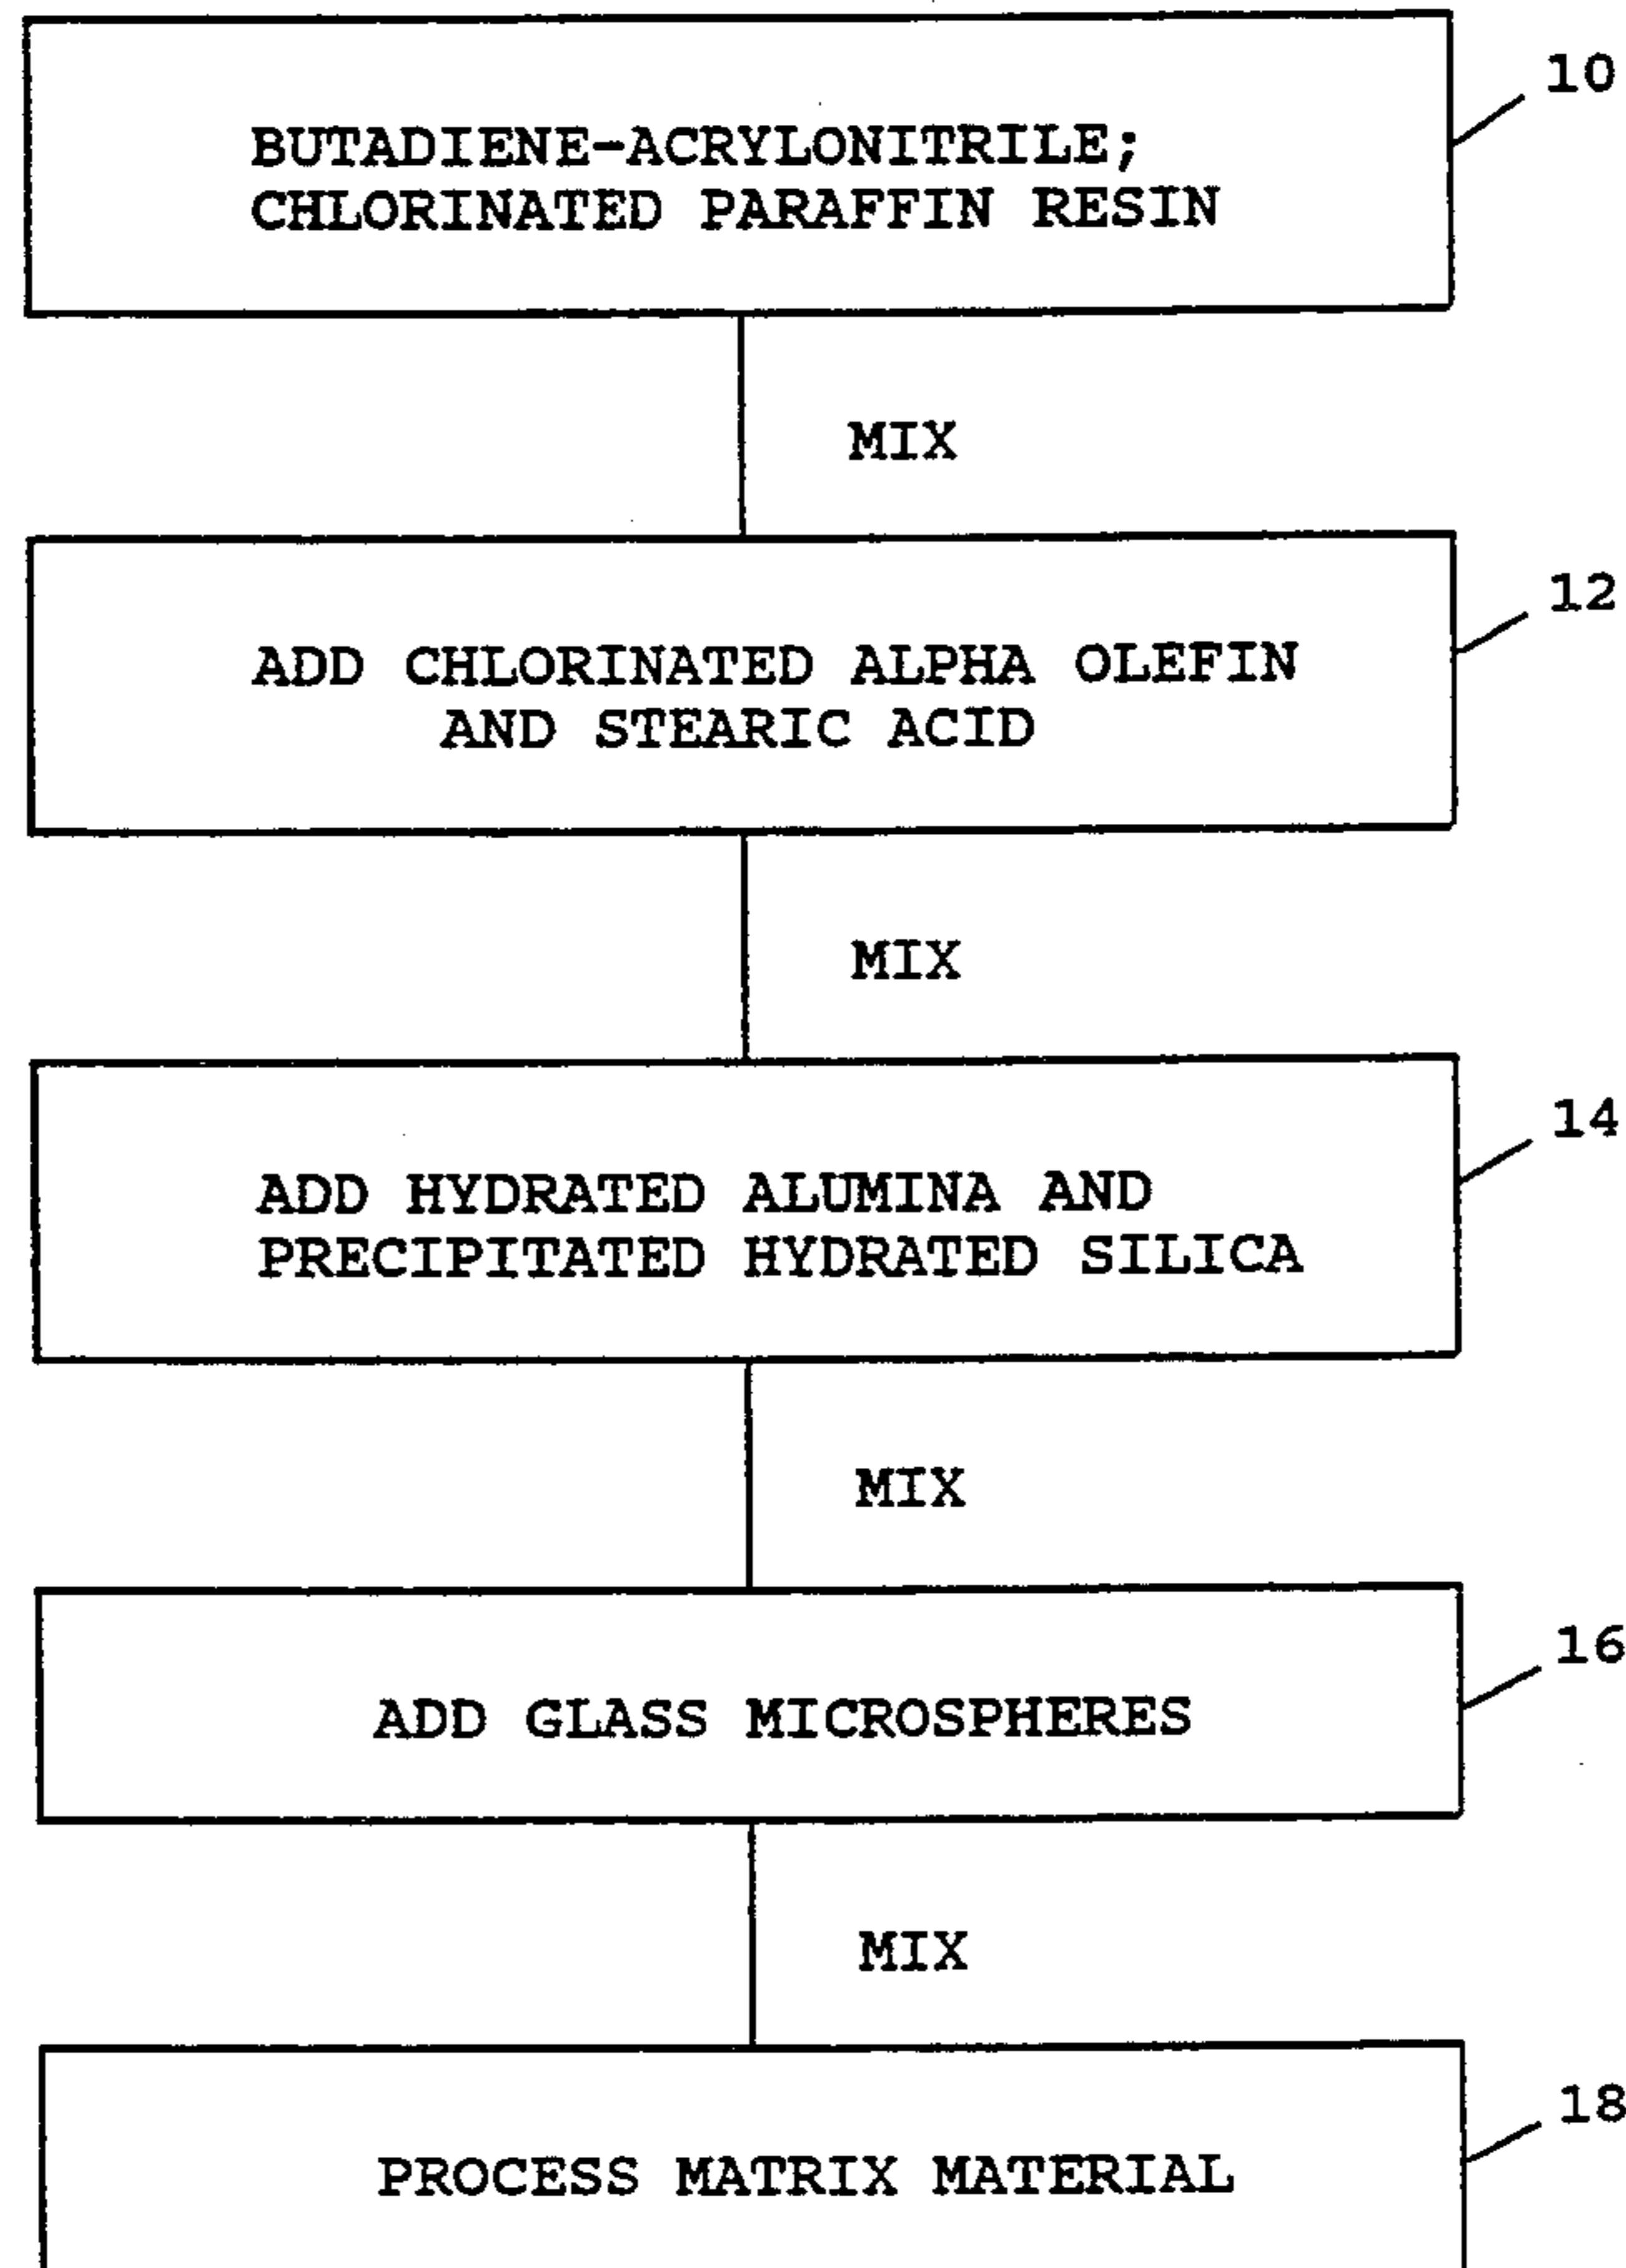 10
BUTADIENE-ACRYLONITRILE;
CHLORINATED PARAFFIN RESIN
MIX
12
ADD CHLORINATED ALPHA OLEFIN
AND STEARIC ACID
MIX
14
ADD HYDRATED ALUMINA AND
PRECIPITATED HYDRATED SILICA
MIX
16
ADD GLASS MICROSPHERES
MIX
18
PROCESS MATRIX MATERIAL